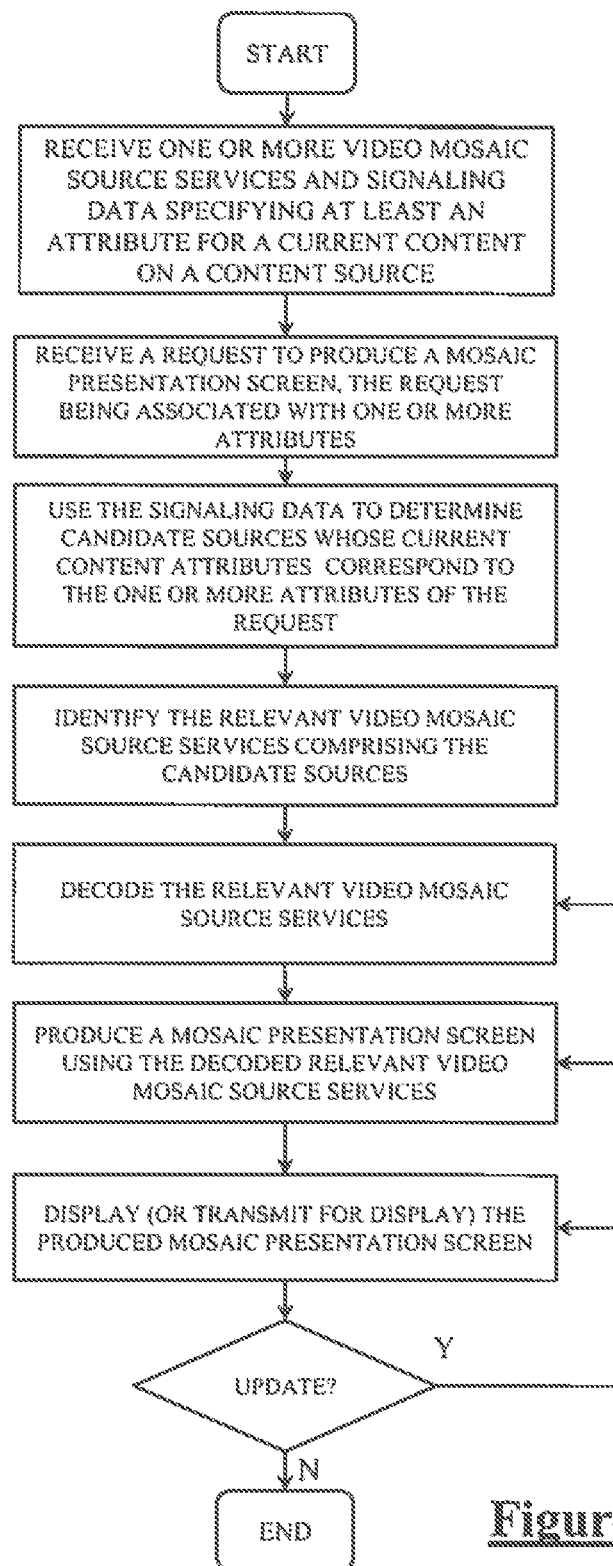 START
RECEIVE ONE OR MORE VIDEO MOSAIC
SOURCE SERVICES AND SIGNALING
DATA SPECIFYING AT LEAST AN
ATTRIBUTE FOR A CURRENT CONTENT
ON A CONTENT SOURCE
RECEIVE A REQUEST TO PRODUCE A MOSAIC
PRESENTATION SCREEN, THE REQUEST
BEING ASSOCIATED WITH ONE OR MORE
ATTRIBUTES
USE THE SIGNALING DATA TO DETERMINE
CANDIDATE SOURCES WHOSE CURRENT
CONTENT ATTRIBUTES CORRESPOND TO
THE ONE OR MORE ATTRIBUTES OF THE
REQUEST
IDENTIFY THE RELEVANT VIDEO MOSAIC
SOURCE SERVICES COMPRISING THE
CANDIDATE SOURCES
DECODE THE RELEVANT VIDEO MOSAIC
SOURCE SERVICES
PRODUCE A MOSAIC PRESENTATION SCREEN
USING THE DECODED RELEVANT VIDEO
MOSAIC SOURCE SERVICES
DISPLAY (OR TRANSMIT FOR DISPLAY) THE
PRODUCED MOSAIC PRESENTATION SCREEN
Y
UPDATE?
N
END
Figur